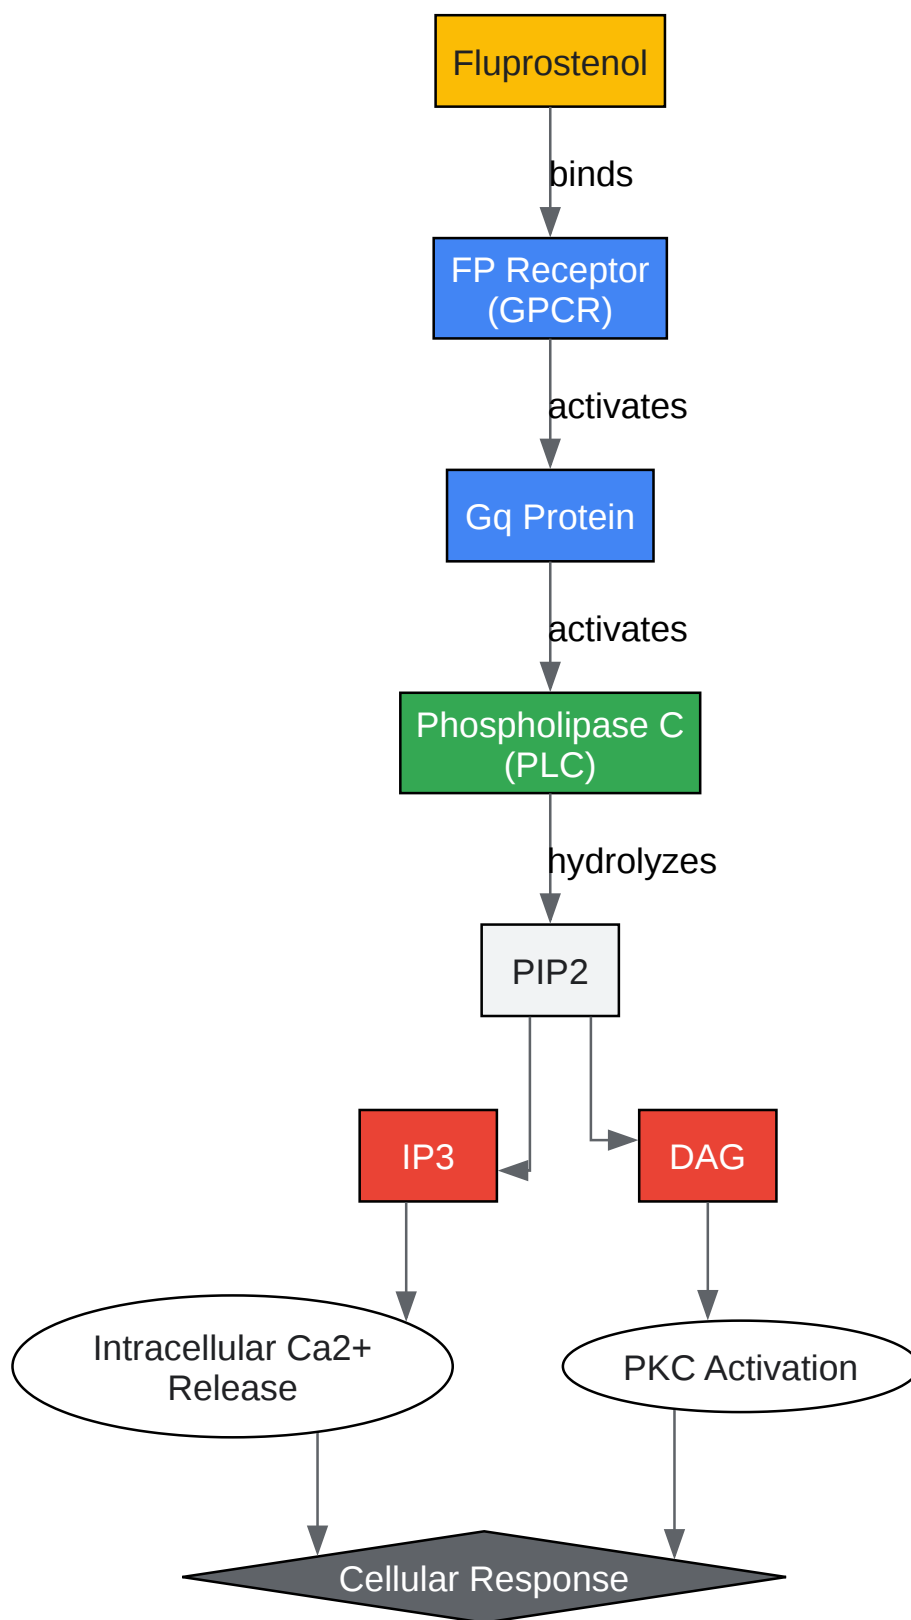 Fluprostenol
binds
FP Receptor
(GPCR)
activates
Gq Protein
activates
Phospholipase C
(PLC)
hydrolyzes
PIP2
IP3
DAG
Intracellular Ca2+
Release
PKC Activation
Cellular Response